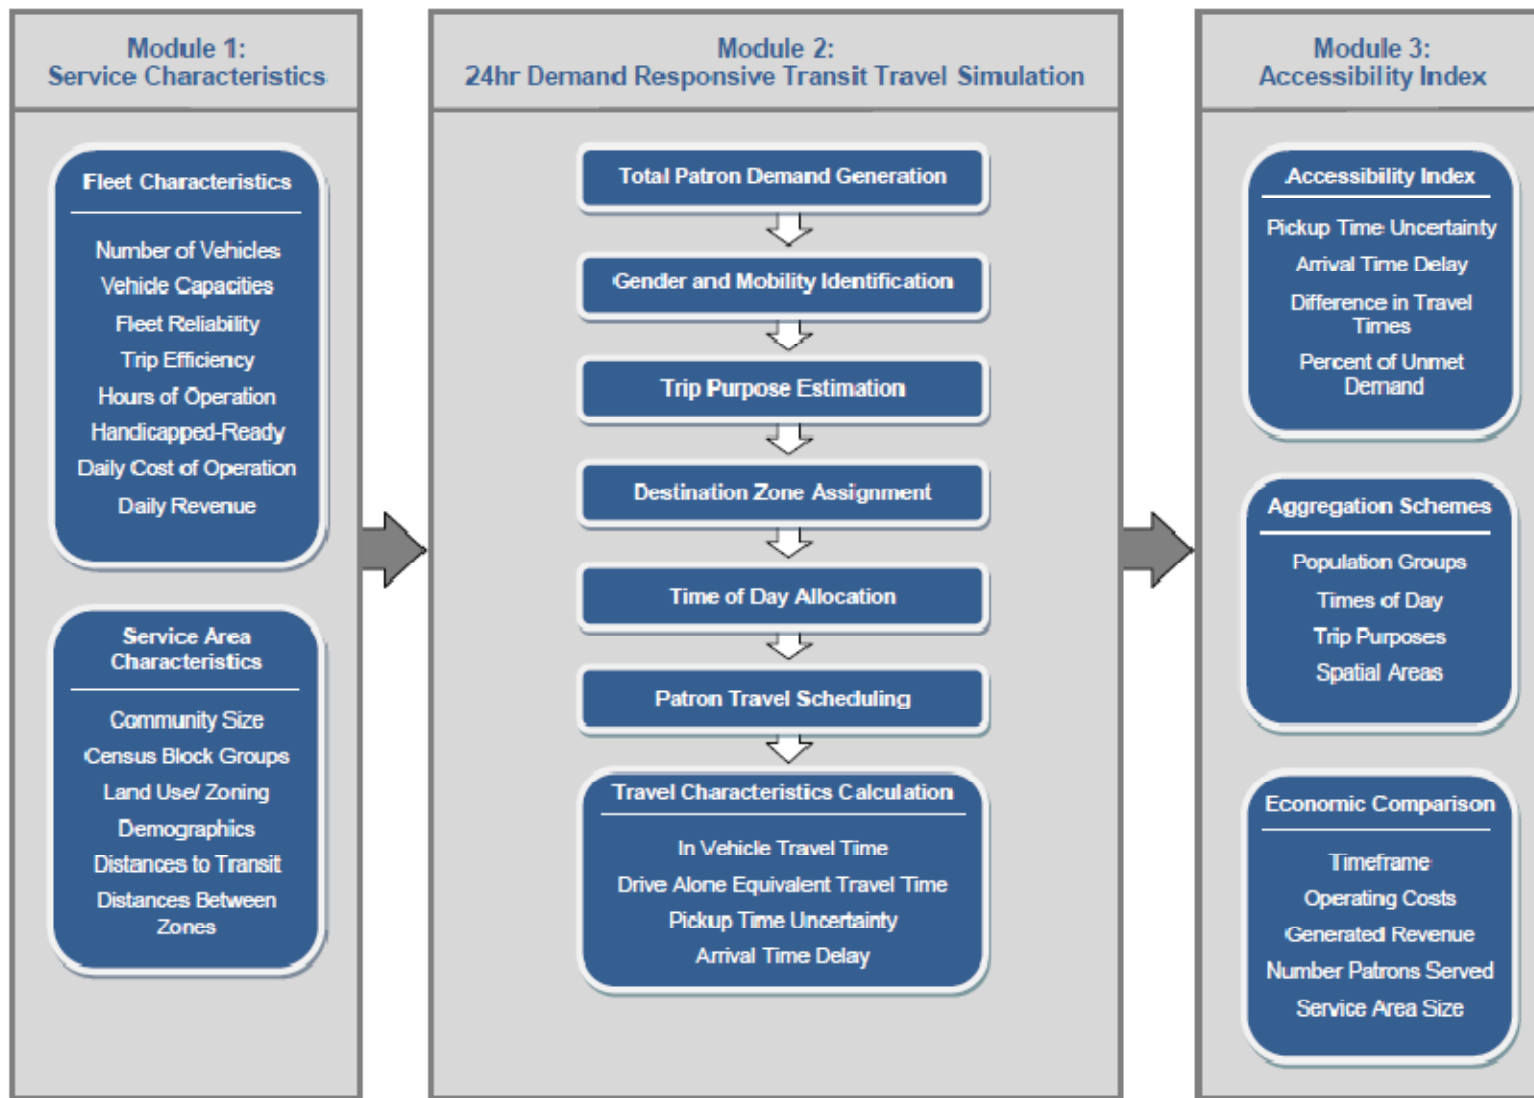 Module 1:
Service Characteristics
Fleet Characteristics
Number of Vehicles
Vehicle Capacities
Fleet Reliability
Trip Efficiency
Hours of Operation
Handicapped-Ready
Daily Cost of Operation
Daily Revenue
Service Area
Characteristics
Community Size
Census Block Groups
Land Use/ Zoning
Demographics
Distances to Transit
Distances Between
Zones
Module 2:
24hr Demand Responsive Transit Travel Simulation
Total Patron Demand Generation
Gender and Mobility Identification
Trip Purpose Estimation
Destination Zone Assignment
Time of Day Allocation
Patron Travel Scheduling
Travel Characteristics Calculation
In Vehicle Travel Time
Drive Alone Equivalent Travel Time
Pickup Time Uncertainty
Arrival Time Delay
Module 3:
Accessibility Index
Accessibility Index
Pickup Time Uncertainty
Arrival Time Delay
Difference in Travel
Times
Percent of Unmet
Demand
Aggregation Schemes
Population Groups
Times of Day
Trip Purposes
Spatial Areas
Economic Comparison
Timeframe
Operating Costs
Generated Revenue
Number Patrons Served
Service Area Size